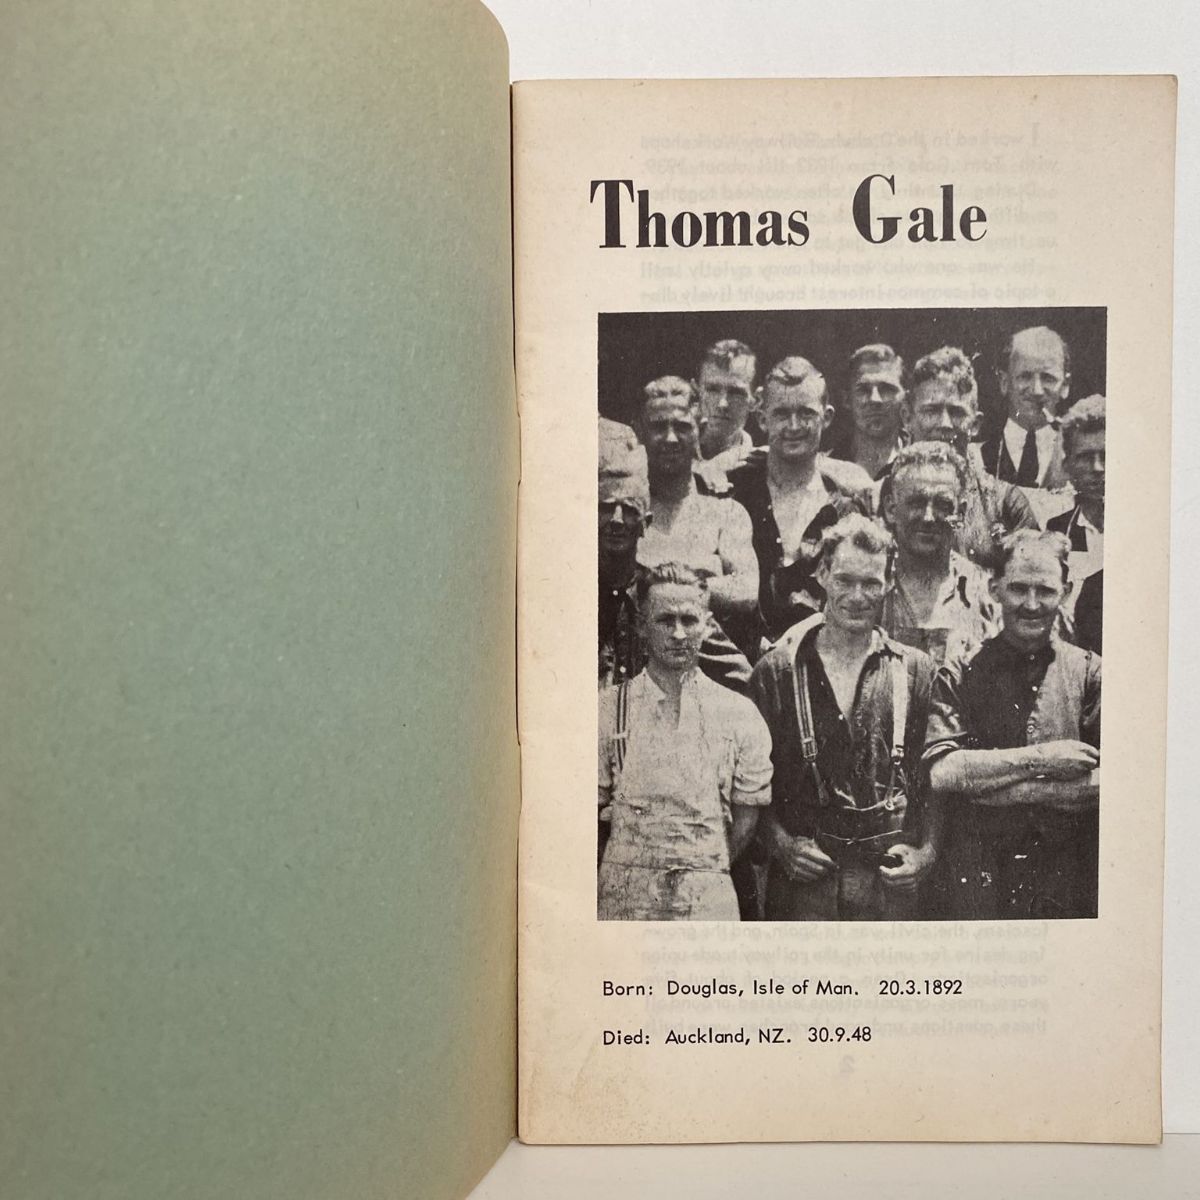 Thomas Gale
Born: Douglas, Isle of Man. 20.3.1892
Died: Auckland, NZ. 30.9.48